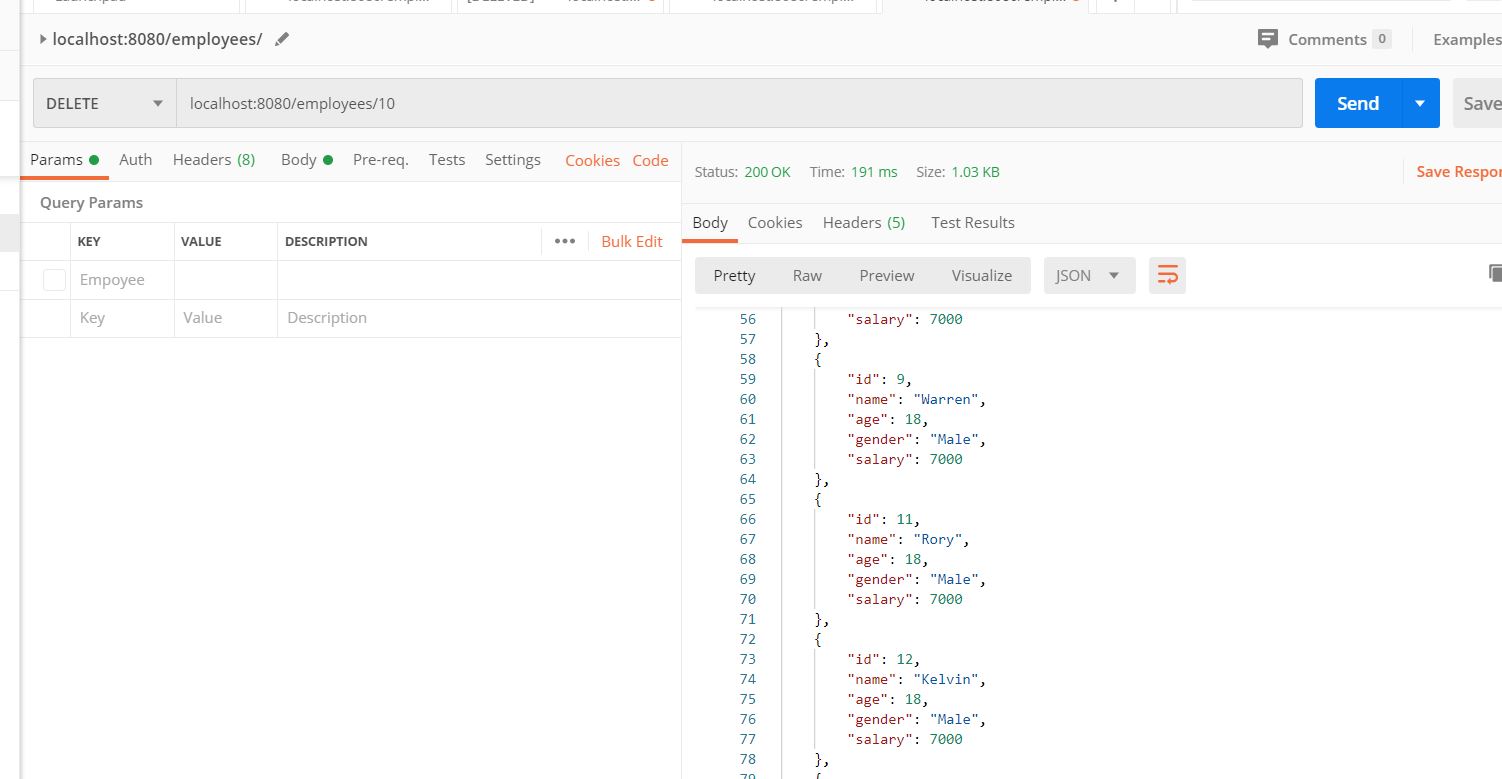 localhost:8080/employees/
Comments 0 Examples
DELETE localhost:8080/employees/10 Send Save
Params Auth Headers (8) Body Pre-req. Tests Settings Cookies Code
Status: 200 OK Time: 191 ms Size: 1.03 KB Save Respon
Query Params
KEY VALUE DESCRIPTION ••• Bulk Edit
Empoyee
Key Value Description
Body Cookies Headers (5) Test Results
Pretty Raw Preview Visualize JSON
56 "salary": 7000
57 },
58 {
59 "id": 9,
60 "name": "Warren",
61 "age": 18,
62 "gender": "Male",
63 "salary": 7000
64 },
65 {
66 "id": 11,
67 "name": "Rory",
68 "age": 18,
69 "gender": "Male",
70 "salary": 7000
71 },
72 {
73 "id": 12,
74 "name": "Kelvin",
75 "age": 18,
76 "gender": "Male",
77 "salary": 7000
78 },
79 {